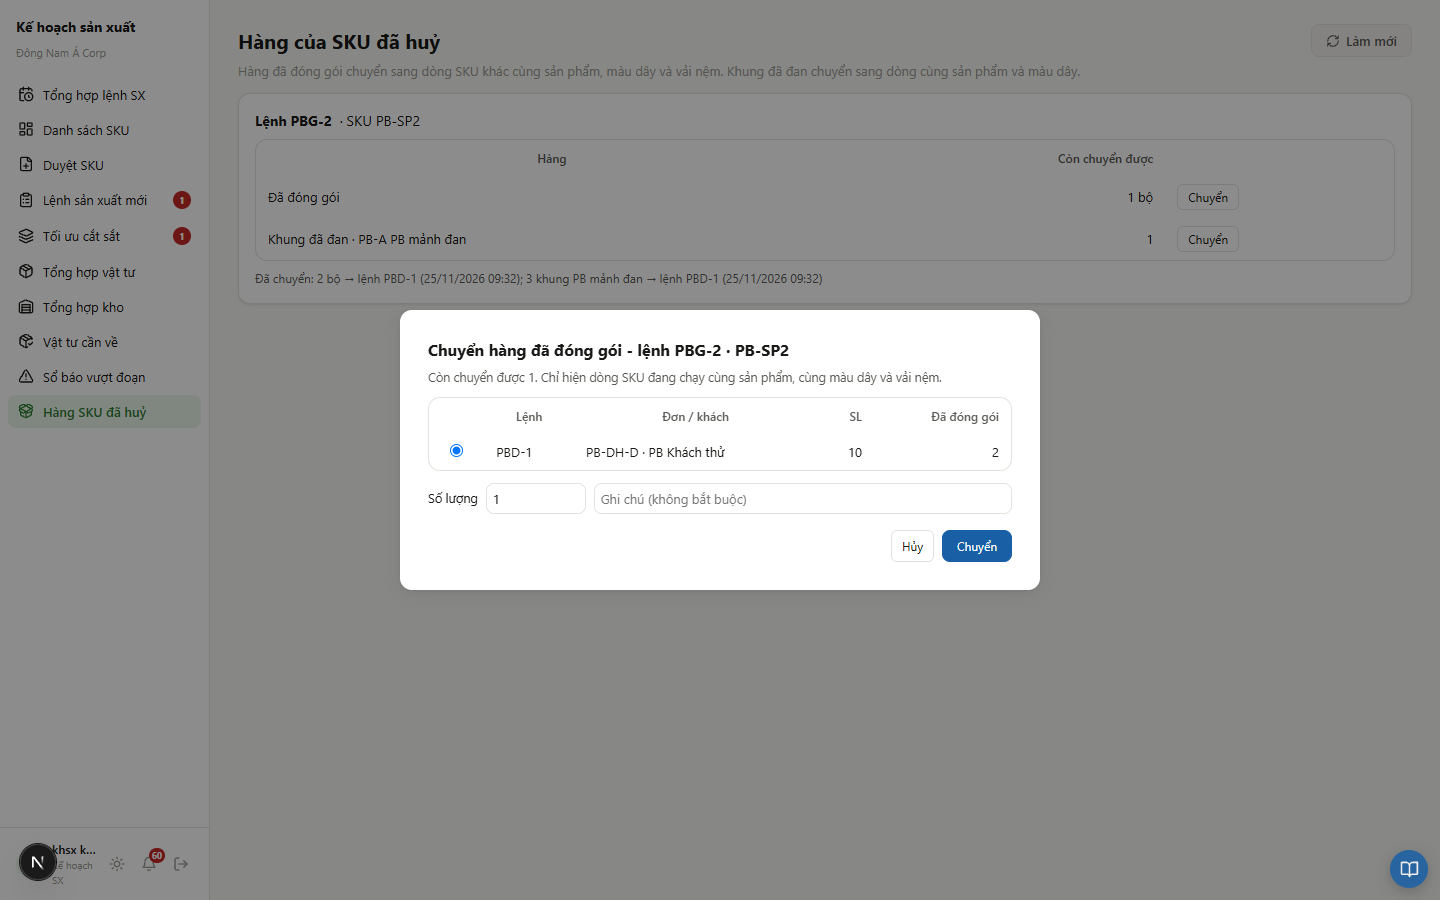 Kế hoạch sản xuất
Đông Nam Á Corp
Tổng hợp lệnh SX
Danh sách SKU
Duyệt SKU
Lệnh sản xuất mới 1
Tối ưu cắt sắt 1
Tổng hợp vật tư
Tổng hợp kho
Vật tư cần về
Sổ báo vượt đoạn
Hàng SKU đã huỷ
khsx k...
SX
60
N
Hàng của SKU đã huỷ
Làm mới
Hàng đã đóng gói chuyển sang dòng SKU khác cùng sản phẩm, màu dây và vải nệm. Khung đã đan chuyển sang dòng cùng sản phẩm và màu dây.
Lệnh PBG-2 · SKU PB-SP2
Hàng Còn chuyển được
Đã đóng gói 1 bộ Chuyển
Khung đã đan · PB-A PB mảnh đan 1 Chuyển
Đã chuyển: 2 bộ → lệnh PBD-1 (25/11/2026 09:32); 3 khung PB mảnh đan → lệnh PBD-1 (25/11/2026 09:32)
Chuyển hàng đã đóng gói - lệnh PBG-2 · PB-SP2
Còn chuyển được 1. Chỉ hiện dòng SKU đang chạy cùng sản phẩm, cùng màu dây và vải nệm.
Lệnh Đơn / khách SL Đã đóng gói
PBD-1 PB-DH-D · PB Khách thử 10 2
Số lượng 1 Ghi chú (không bắt buộc)
Hủy Chuyển